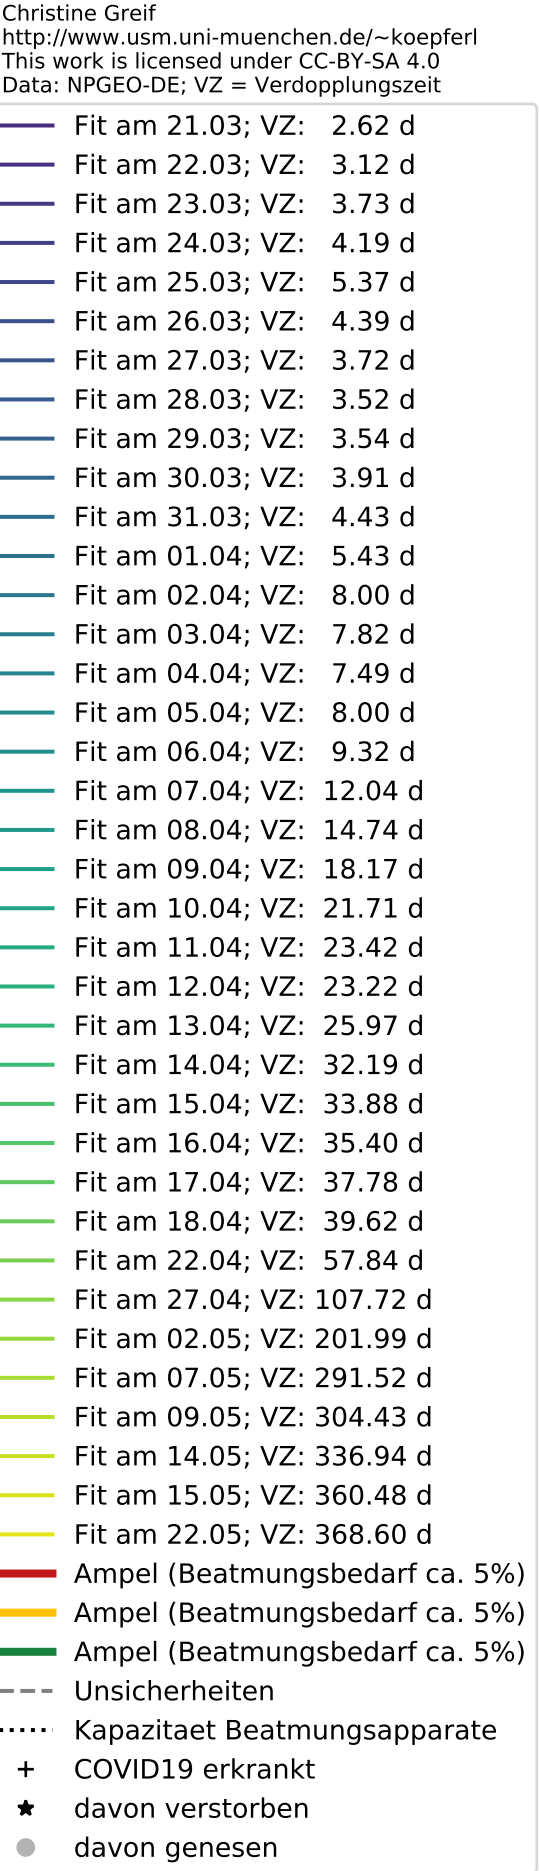 Christine Greif
http://www.usm.uni-muenchen.de/~koepferl
This work is licensed under CC-BY-SA 4.0
Data: NPGEO-DE; VZ = Verdopplungszeit
Fit am 21.03; VZ: 2.62 d
Fit am 22.03; VZ: 3.12 d
Fit am 23.03; VZ: 3.73 d
Fit am 24.03; VZ: 4.19 d
Fit am 25.03; VZ: 5.37 d
Fit am 26.03; VZ: 4.39 d
Fit am 27.03; VZ: 3.72 d
Fit am 28.03; VZ: 3.52 d
Fit am 29.03; VZ: 3.54 d
Fit am 30.03; VZ: 3.91 d
Fit am 31.03; VZ: 4.43 d
Fit am 01.04; VZ: 5.43 d
Fit am 02.04; VZ: 8.00 d
Fit am 03.04; VZ: 7.82 d
Fit am 04.04; VZ: 7.49 d
Fit am 05.04; VZ: 8.00 d
Fit am 06.04; VZ: 9.32 d
Fit am 07.04; VZ: 12.04 d
Fit am 08.04; VZ: 14.74 d
Fit am 09.04; VZ: 18.17 d
Fit am 10.04; VZ: 21.71 d
Fit am 11.04; VZ: 23.42 d
Fit am 12.04; VZ: 23.22 d
Fit am 13.04; VZ: 25.97 d
Fit am 14.04; VZ: 32.19 d
Fit am 15.04; VZ: 33.88 d
Fit am 16.04; VZ: 35.40 d
Fit am 17.04; VZ: 37.78 d
Fit am 18.04; VZ: 39.62 d
Fit am 22.04; VZ: 57.84 d
Fit am 27.04; VZ: 107.72 d
Fit am 02.05; VZ: 201.99 d
Fit am 07.05; VZ: 291.52 d
Fit am 09.05; VZ: 304.43 d
Fit am 14.05; VZ: 336.94 d
Fit am 15.05; VZ: 360.48 d
Fit am 22.05; VZ: 368.60 d
Ampel (Beatmungsbedarf ca. 5%)
Ampel (Beatmungsbedarf ca. 5%)
Ampel (Beatmungsbedarf ca. 5%)
Unsicherheiten
Kapazitaet Beatmungsapparate
COVID19 erkrankt
davon verstorben
davon genesen